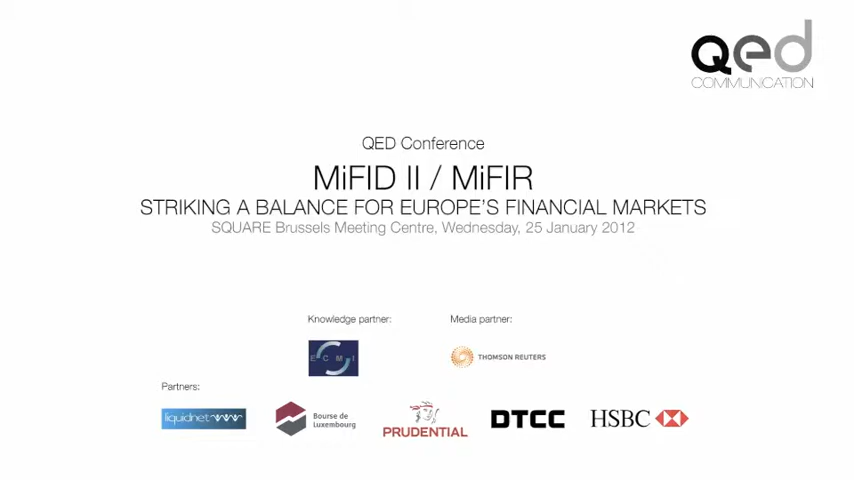 qed
COMMUNICATION
QED Conference
MiFID II / MiFIR
STRIKING A BALANCE FOR EUROPE'S FINANCIAL MARKETS
SQUARE Brussels Meeting Centre, Wednesday, 25 January 2012
Knowledge partner:
Media partner:
E C M I
THOMSON REUTERS
Partners:
liquidnet
Bourse de
Luxembourg
PRUDENTIAL
DTCC
HSBC